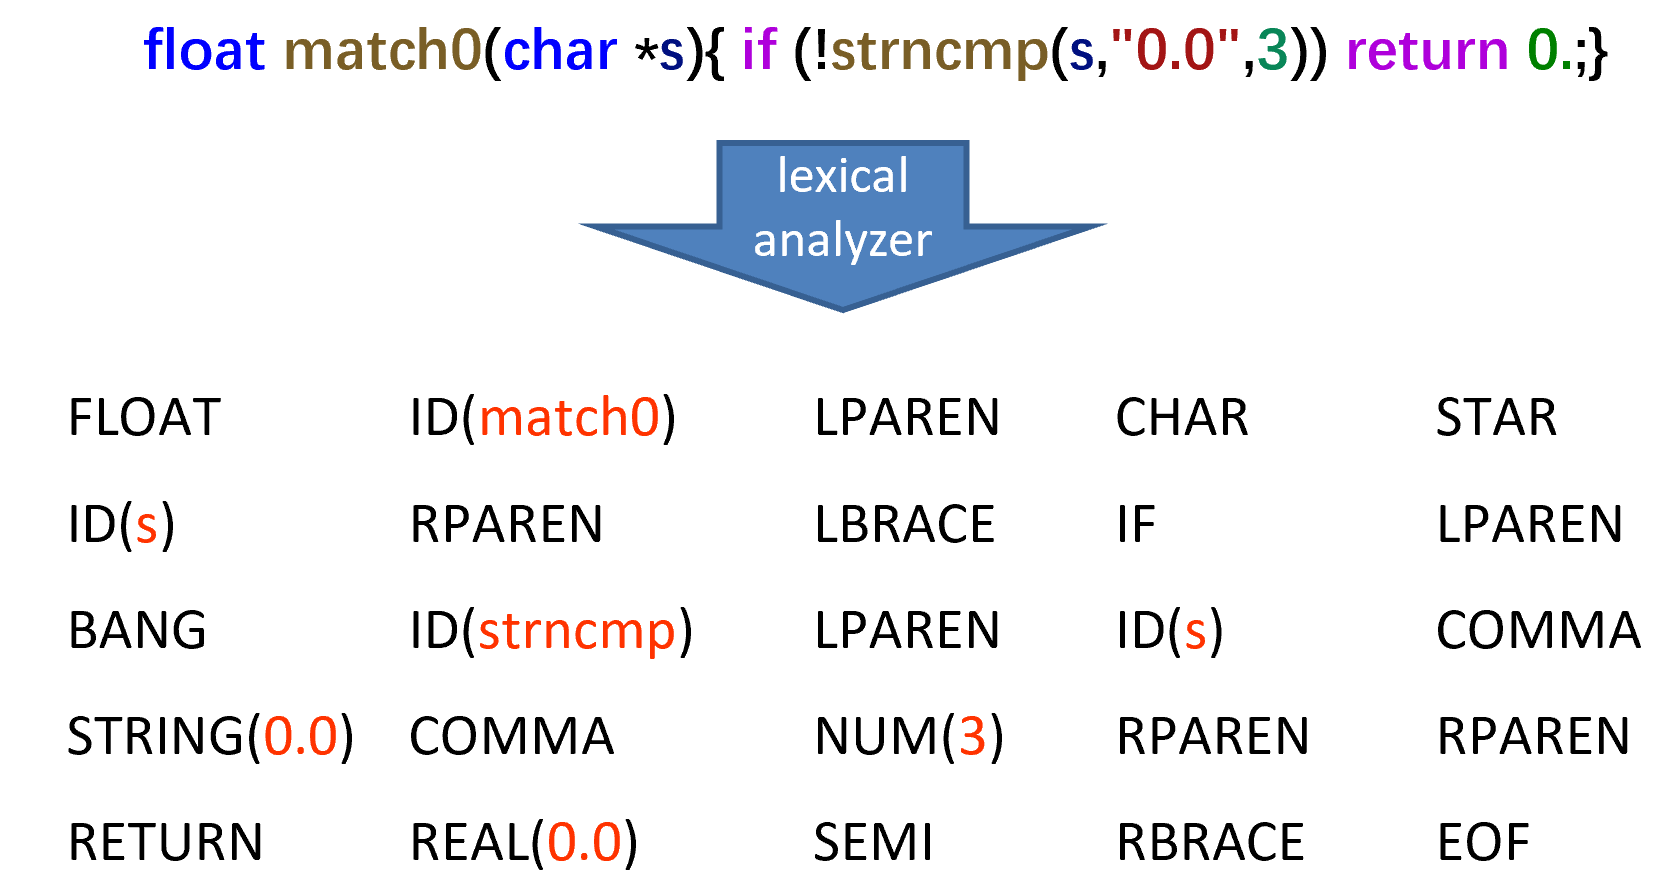 float match0(char *s){ if (!strncmp(s,"0.0",3)) return 0.;}
lexical
analyzer
FLOAT ID(match0) LPAREN CHAR STAR
ID(s) RPAREN LBRACE IF LPAREN
BANG ID(strncmp) LPAREN ID(s) COMMA
STRING(0.0) COMMA NUM(3) RPAREN RPAREN
RETURN REAL(0.0) SEMI RBRACE EOF